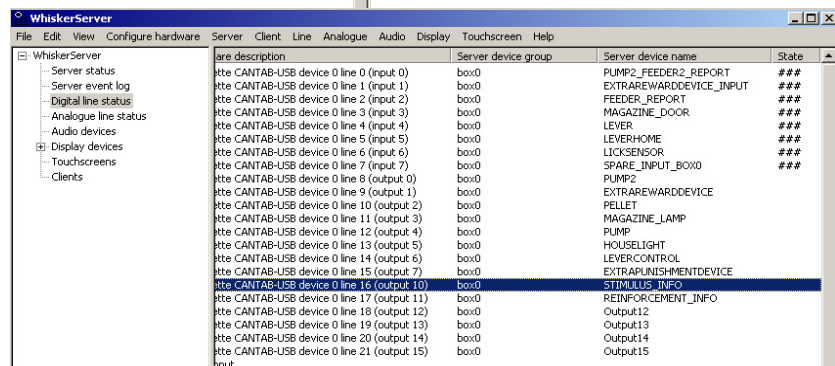 WhiskerServer
File Edit View Configure hardware Server Client Line Analogue Audio Display Touchscreen Help
WhiskerServer
Server status
Server event log
Digital line status
Analogue line status
Audio devices
Display devices
Touchscreens
Clients
are description Server device group Server device name State
ette CANTAB-USB device 0 line 0 (input 0) box0 PUMP2_FEEDER2_REPORT ###
ette CANTAB-USB device 0 line 1 (input 1) box0 EXTRAREWARDDEVICE_INPUT ###
ette CANTAB-USB device 0 line 2 (input 2) box0 FEEDER_REPORT ###
ette CANTAB-USB device 0 line 3 (input 3) box0 MAGAZINE_DOOR ###
ette CANTAB-USB device 0 line 4 (input 4) box0 LEVER ###
ette CANTAB-USB device 0 line 5 (input 5) box0 LEVERHOME ###
ette CANTAB-USB device 0 line 6 (input 6) box0 LICKSENSOR ###
ette CANTAB-USB device 0 line 7 (input 7) box0 SPARE_INPUT_BOX0 ###
ette CANTAB-USB device 0 line 8 (output 0) box0 PUMP2
ette CANTAB-USB device 0 line 9 (output 1) box0 EXTRAREWARDDEVICE
ette CANTAB-USB device 0 line 10 (output 2) box0 PELLET
ette CANTAB-USB device 0 line 11 (output 3) box0 MAGAZINE_LAMP
ette CANTAB-USB device 0 line 12 (output 4) box0 PUMP
ette CANTAB-USB device 0 line 13 (output 5) box0 HOUSELIGHT
ette CANTAB-USB device 0 line 14 (output 6) box0 LEVERCONTROL
ette CANTAB-USB device 0 line 15 (output 7) box0 EXTRAPUNISHMENTDEVICE
ette CANTAB-USB device 0 line 16 (output 10) box0 STIMULUS_INFO
ette CANTAB-USB device 0 line 17 (output 11) box0 REINFORCEMENT_INFO
ette CANTAB-USB device 0 line 18 (output 12) box0 Output12
ette CANTAB-USB device 0 line 19 (output 13) box0 Output13
ette CANTAB-USB device 0 line 20 (output 14) box0 Output14
ette CANTAB-USB device 0 line 21 (output 15) box0 Output15